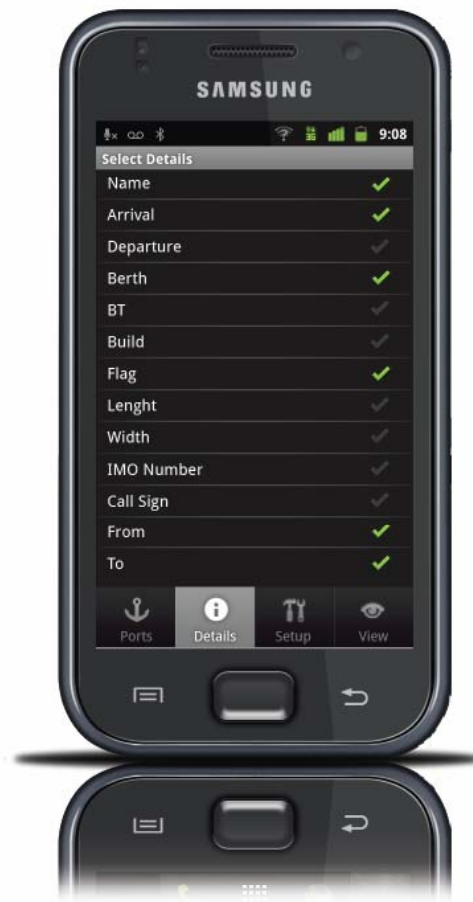 SAMSUNG
9:08
Select Details
Name
Arrival
Departure
Berth
BT
Build
Flag
Lenght
Width
IMO Number
Call Sign
From
To
Ports Details Setup View